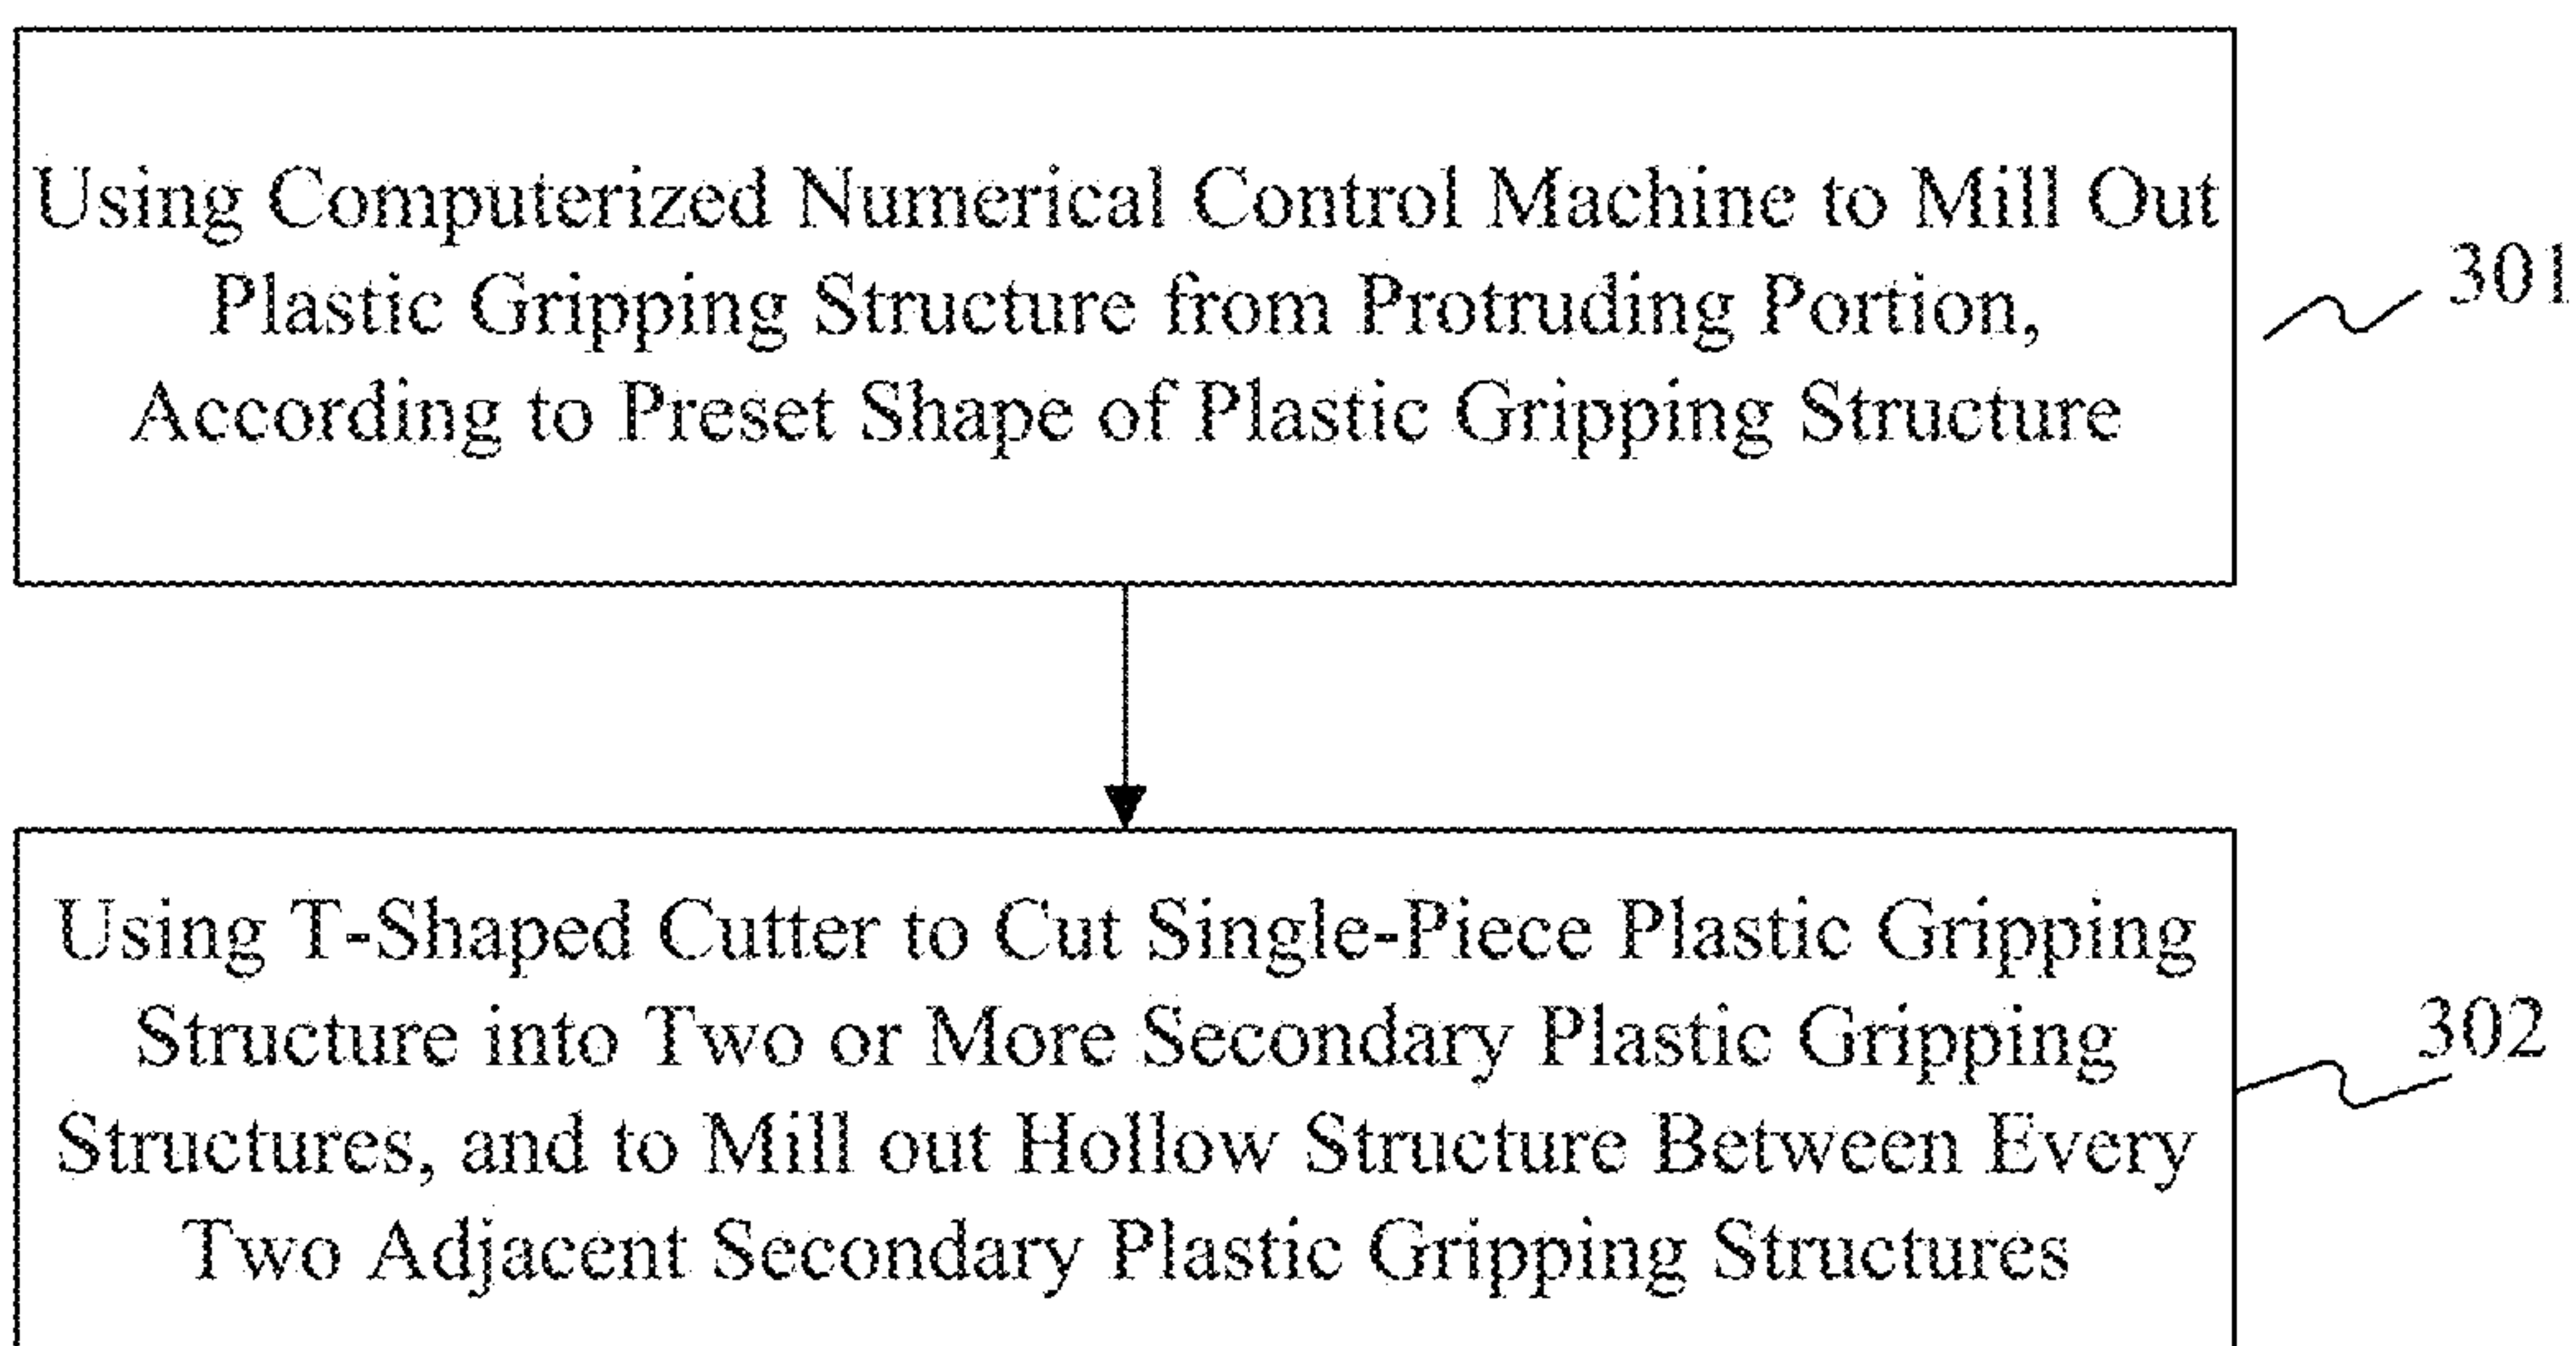 Using Computerized Numerical Control Machine to Mill Out
Plastic Gripping Structure from Protruding Portion,
According to Preset Shape of Plastic Gripping Structure
301
Using T-Shaped Cutter to Cut Single-Piece Plastic Gripping
Structure into Two or More Secondary Plastic Gripping
Structures, and to Mill out Hollow Structure Between Every
Two Adjacent Secondary Plastic Gripping Structures
302